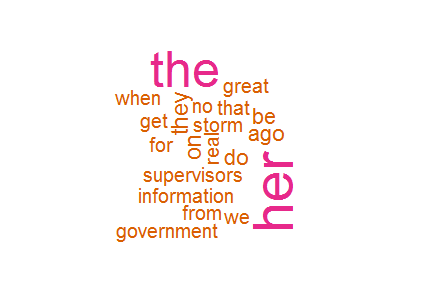 the
great
when
they
no
that
be
get
storm
ago
for
on
real
do
her
supervisors
information
from
we
government